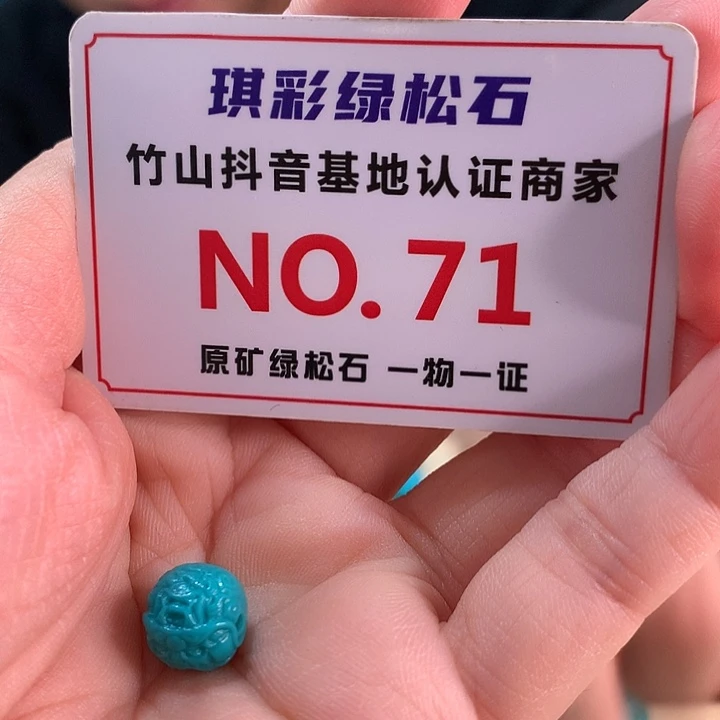 琪彩绿松石
竹山抖音基地认证商家
NO.71
原矿绿松石 一物一证